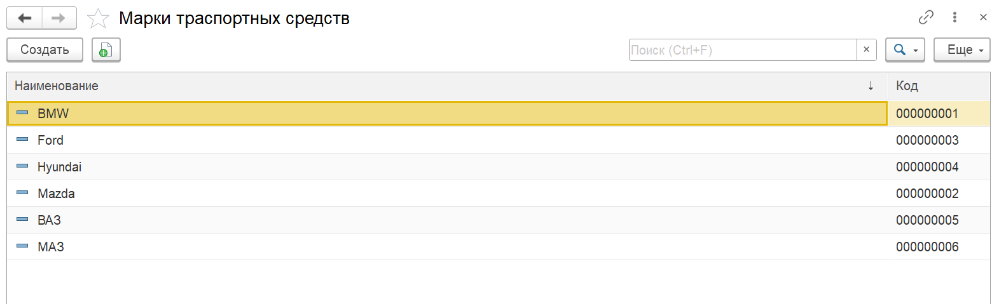 Марки траспортных средств
Создать
Поиск (Ctrl+F)
×
Еще
Наименование ↓ Код
BMW 000000001
Ford 000000003
Hyundai 000000004
Mazda 000000002
ВАЗ 000000005
МАЗ 000000006